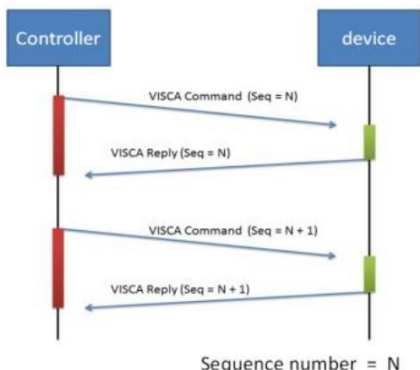 Controller
device
VISCA Command (Seq = N)
VISCA Reply (Seq = N)
VISCA Command (Seq = N + 1)
VISCA Reply (Seq = N + 1)
Sequence number = N